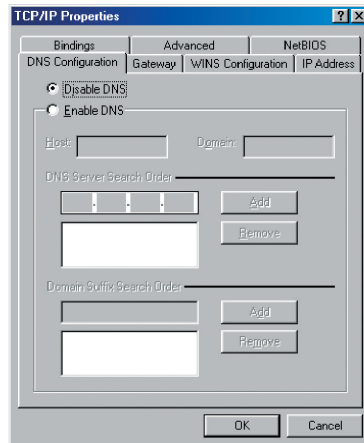 TCP/IP Properties
Bindings Advanced NetBIOS
DNS Configuration Gateway WINS Configuration IP Address
Disable DNS
Enable DNS
Host: Domain:
DNS Server Search Order
. . . Add
Remove
Domain Suffix Search Order
Add
Remove
OK Cancel